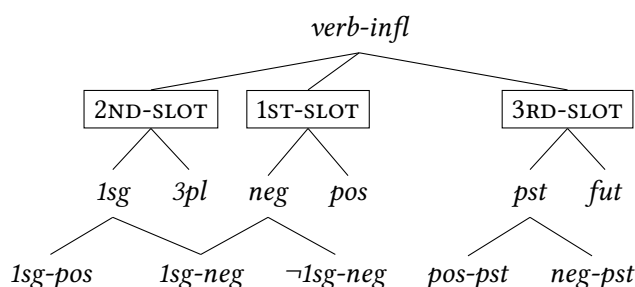 verb-infl
2ND-SLOT 1ST-SLOT 3RD-SLOT
1sg 3pl neg pos pst fut
1sg-pos 1sg-neg ¬1sg-neg pos-pst neg-pst